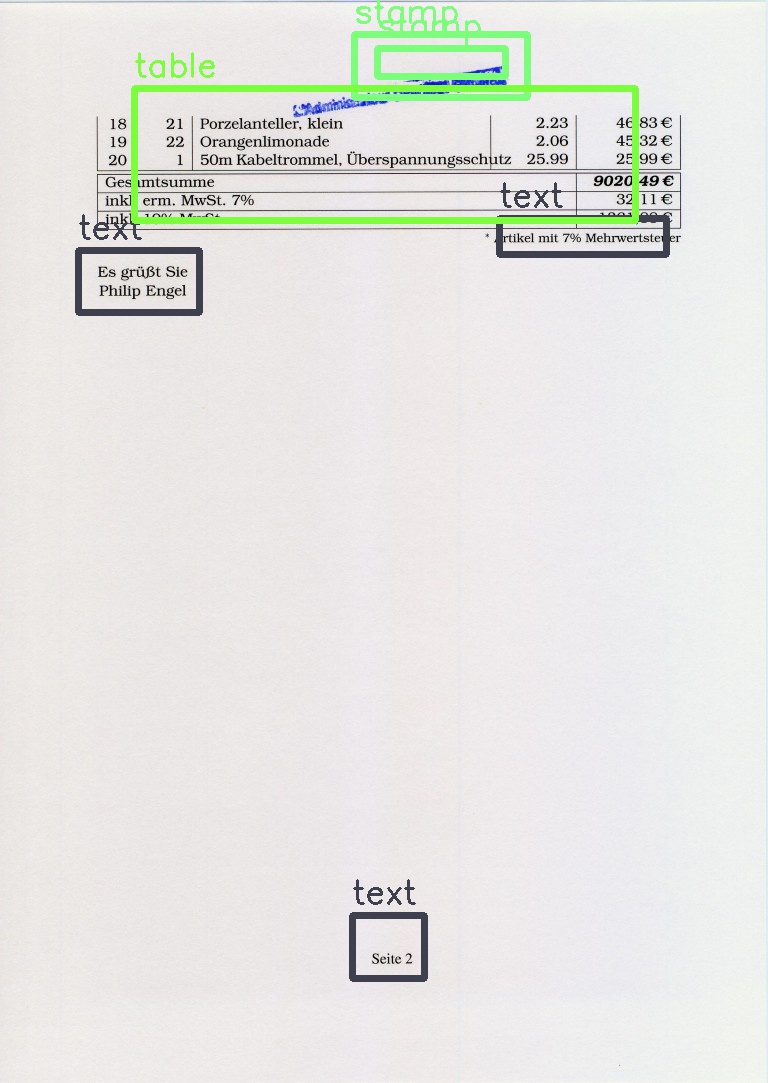 stamp
stamp
table
18 21 Porzelanteller, klein 2.23 46.83 €
19 22 Orangenlimonade 2.06 45.32 €
20 1 50m Kabeltrommel, Überspannungsschutz 25.99 25.99 €
Gesamtsumme 9020.49 €
text
inkl. erm. MwSt. 7% 32.11 €
inkl. 19% MwSt.
text
* Artikel mit 7% Mehrwertsteuer
Es grüßt Sie
Philip Engel
text
Seite 2